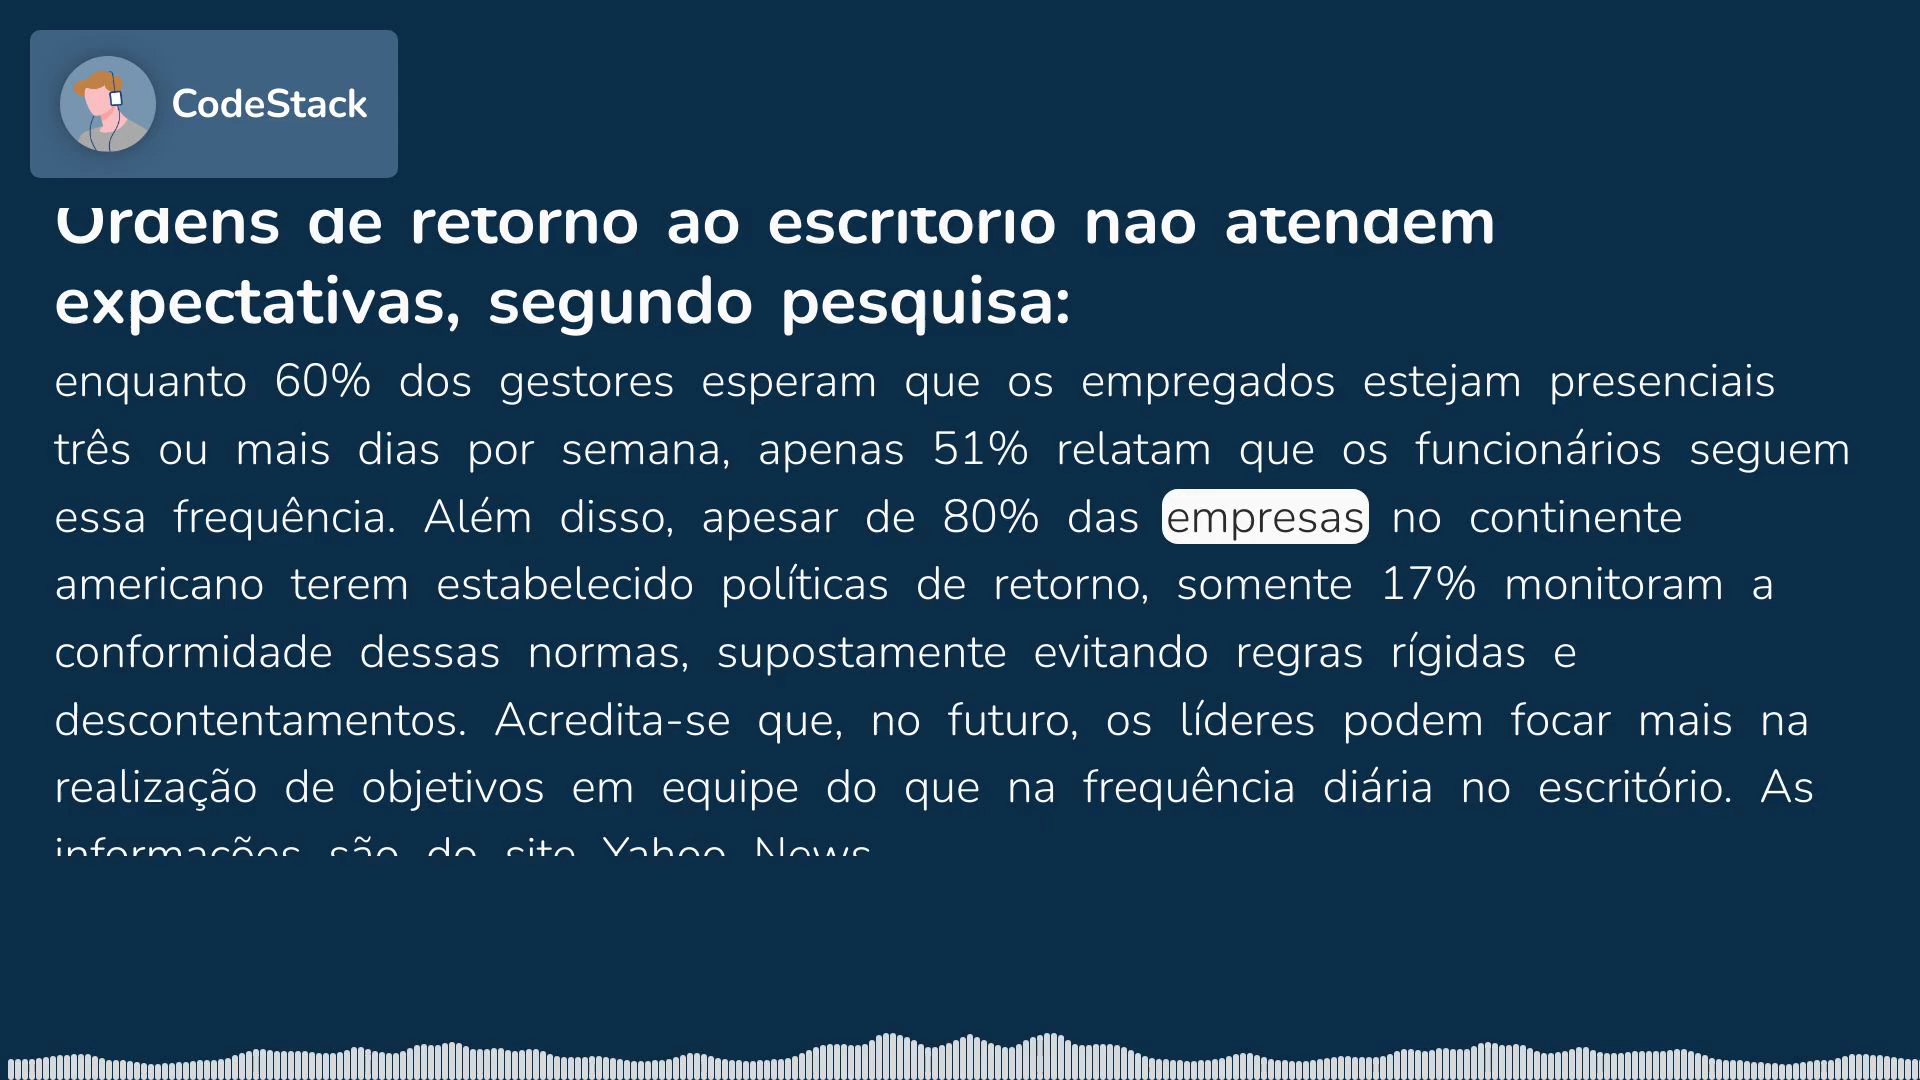 CodeStack
Ordens de retorno ao escritório não atendem
expectativas, segundo pesquisa:
enquanto 60% dos gestores esperam que os empregados estejam presenciais
três ou mais dias por semana, apenas 51% relatam que os funcionários seguem
essa frequência. Além disso, apesar de 80% das empresas no continente
americano terem estabelecido políticas de retorno, somente 17% monitoram a
conformidade dessas normas, supostamente evitando regras rígidas e
descontentamentos. Acredita-se que, no futuro, os líderes podem focar mais na
realização de objetivos em equipe do que na frequência diária no escritório. As
informações são do site Yahoo News